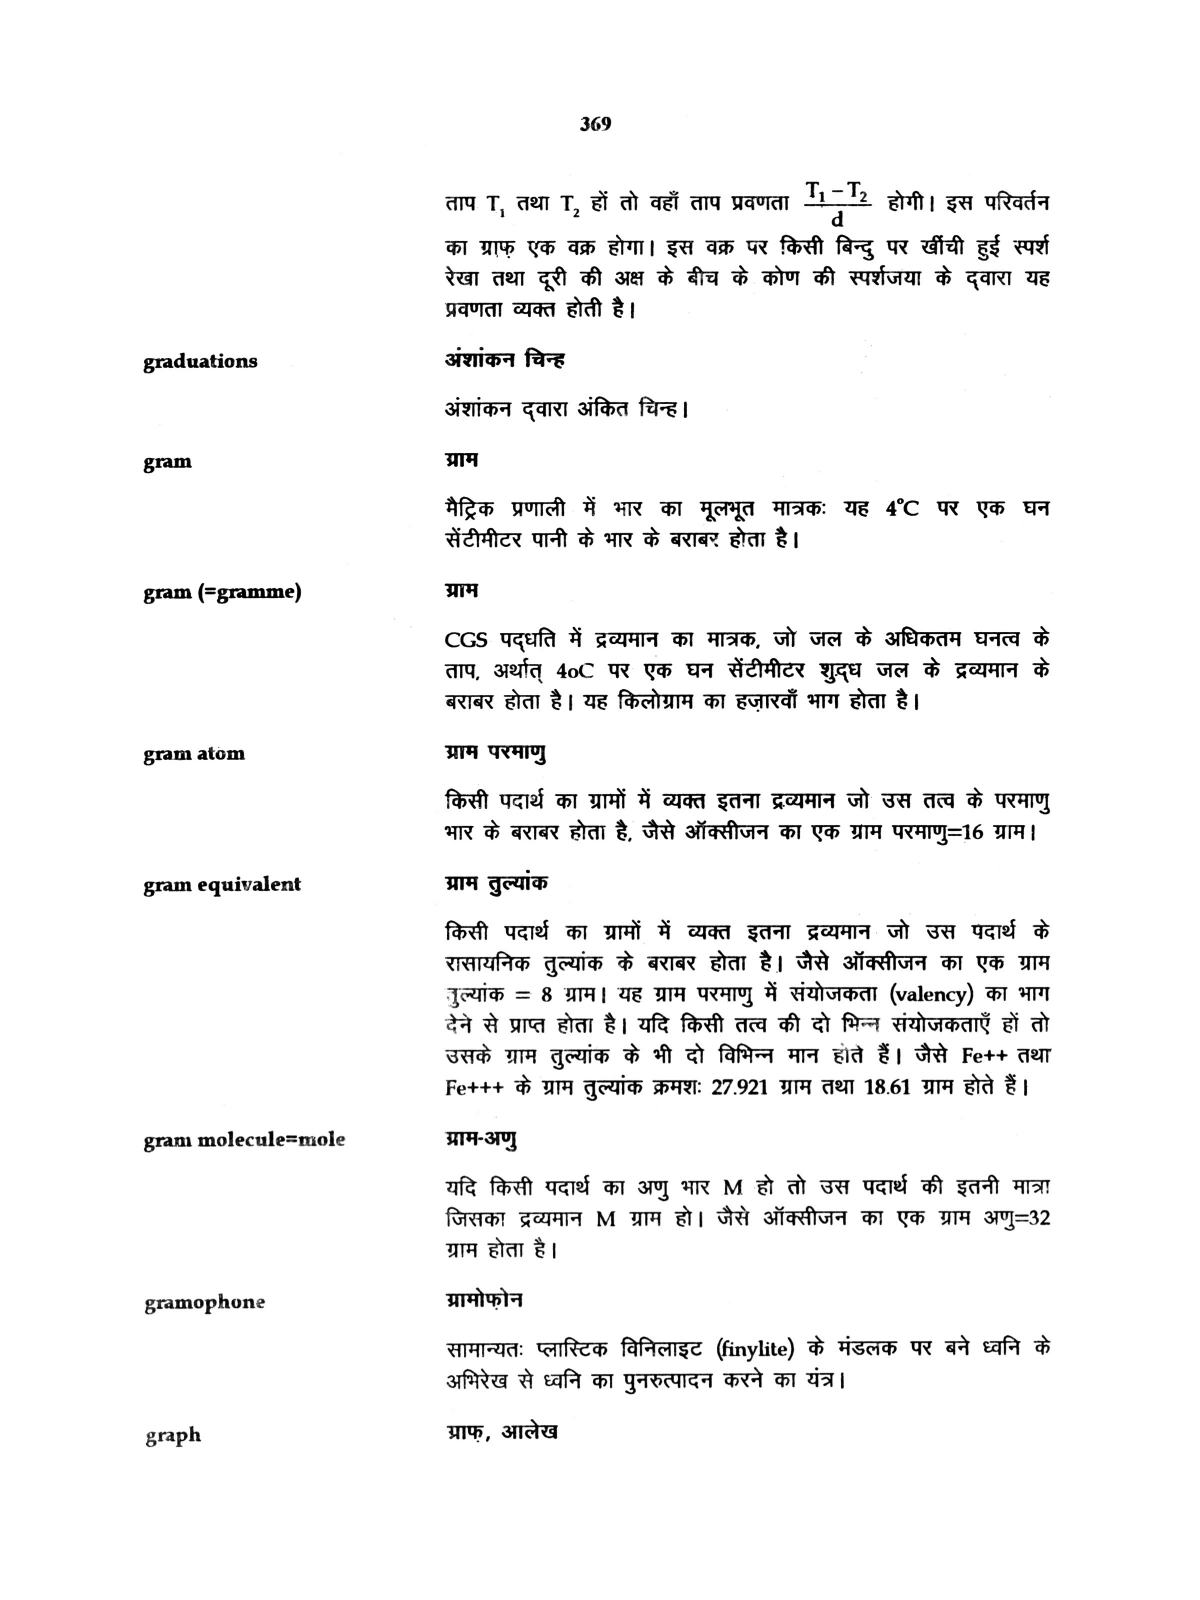 369
ताप T₁ तथा T₂ हों तो वहाँ ताप प्रवणता (T₁ – T₂)/d होगी। इस परिवर्तन
का ग्राफ़ एक वक्र होगा। इस वक्र पर किसी बिन्दु पर खींची हुई स्पर्श
रेखा तथा दूरी की अक्ष के बीच के कोण की स्पर्शजया के द्वारा यह
प्रवणता व्यक्त होती है।
graduations अंशांकन चिन्ह
अंशांकन द्वारा अंकित चिन्ह।
gram ग्राम
मैट्रिक प्रणाली में भार का मूलभूत मात्रकः यह 4°C पर एक घन
सेंटीमीटर पानी के भार के बराबर होता है।
gram (=gramme) ग्राम
CGS पद्धति में द्रव्यमान का मात्रक, जो जल के अधिकतम घनत्व के
ताप, अर्थात् 4oC पर एक घन सेंटीमीटर शुद्ध जल के द्रव्यमान के
बराबर होता है। यह किलोग्राम का हज़ारवाँ भाग होता है।
gram atom ग्राम परमाणु
किसी पदार्थ का ग्रामों में व्यक्त इतना द्रव्यमान जो उस तत्व के परमाणु
भार के बराबर होता है, जैसे ऑक्सीजन का एक ग्राम परमाणु=16 ग्राम।
gram equivalent ग्राम तुल्यांक
किसी पदार्थ का ग्रामों में व्यक्त इतना द्रव्यमान जो उस पदार्थ के
रासायनिक तुल्यांक के बराबर होता है। जैसे ऑक्सीजन का एक ग्राम
तुल्यांक = 8 ग्राम। यह ग्राम परमाणु में संयोजकता (valency) का भाग
देने से प्राप्त होता है। यदि किसी तत्व की दो भिन्न संयोजकताएँ हों तो
उसके ग्राम तुल्यांक के भी दो विभिन्न मान होते हैं। जैसे Fe++ तथा
Fe+++ के ग्राम तुल्यांक क्रमशः 27.921 ग्राम तथा 18.61 ग्राम होते हैं।
gram molecule=mole ग्राम-अणु
यदि किसी पदार्थ का अणु भार M हो तो उस पदार्थ की इतनी मात्रा
जिसका द्रव्यमान M ग्राम हो। जैसे ऑक्सीजन का एक ग्राम अणु=32
ग्राम होता है।
gramophone ग्रामोफ़ोन
सामान्यतः प्लास्टिक विनिलाइट (finylite) के मंडलक पर बने ध्वनि के
अभिरेख से ध्वनि का पुनरुत्पादन करने का यंत्र।
graph ग्राफ़, आलेख